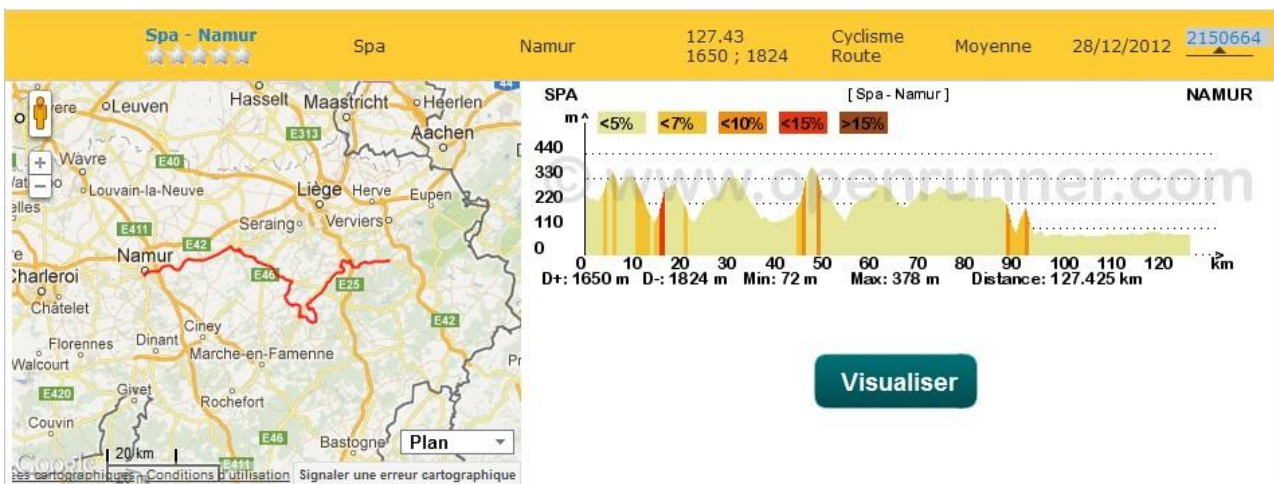 Spa - Namur
Spa
Namur
127.43
1650 ; 1824
Cyclisme
Route
Moyenne
28/12/2012
2150664
44
Leuven
Hasselt
Maastricht
Heerlen
E313
Aachen
Wavre
E40
Louvain-la-Neuve
Liège
Herve
Eupen
elles
Seraing
Verviers
E411
E42
Namur
E46
E25
Charleroi
Châtelet
E42
Ciney
Florennes
Dinant
Marche-en-Famenne
Walcourt
Givet
E420
Rochefort
Couvin
E46
Bastogne
Plan
20 km
Google
E411
ées cartographiques
Conditions d'utilisation
Signaler une erreur cartographique
SPA
[ Spa - Namur ]
NAMUR
m
<5%
<7%
<10%
<15%
>15%
© www.openrunner.com
440
330
220
110
0
0 10 20 30 40 50 60 70 80 90 100 110 120 km
D+: 1650 m D-: 1824 m Min: 72 m Max: 378 m Distance: 127.425 km
Visualiser